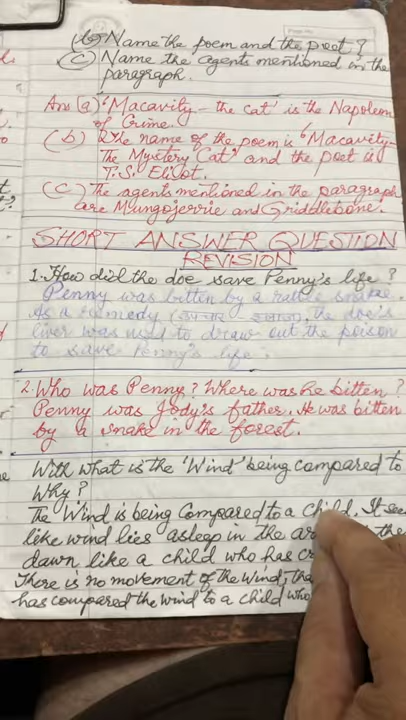 (b) Name the poem and the poet?
(c) Name the agents mentioned in the
paragraph.
Ans (a) 'Macavity - the cat' is the Napoleon
of Crime.
(b) The name of the poem is "Macavity-
The Mystery Cat" and the poet is
T.S. Eliot.
(c) The agents mentioned in the paragraph
are Mungojerrie and Griddlebone.
SHORT ANSWER QUESTION
REVISION
1. How did the doe save Penny's life?
Penny was bitten by a rattle snake.
As a remedy (उपचार - इलाज), the doe's
liver was used to draw out the poison
to save Penny's life.
2. Who was Penny? Where was he bitten?
Penny was Jody's father. He was bitten
by a snake in the forest.
With what is the 'Wind' being compared to
Why?
The Wind is being compared to a child. It see
like wind lies asleep in the the
dawn like a child who has
There is no movement of the wind,
has compared the wind to a child who